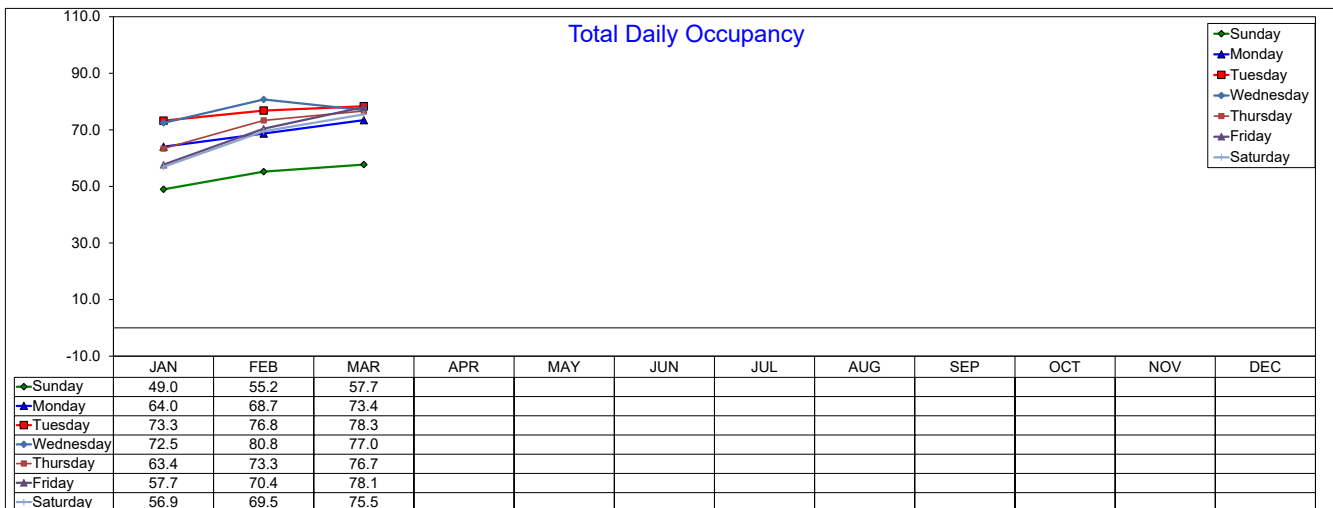 Total Daily Occupancy
110.0
90.0
70.0
50.0
30.0
10.0
-10.0
Sunday
Monday
Tuesday
Wednesday
Thursday
Friday
Saturday
JAN FEB MAR APR MAY JUN JUL AUG SEP OCT NOV DEC
Sunday 49.0 55.2 57.7
Monday 64.0 68.7 73.4
Tuesday 73.3 76.8 78.3
Wednesday 72.5 80.8 77.0
Thursday 63.4 73.3 76.7
Friday 57.7 70.4 78.1
Saturday 56.9 69.5 75.5